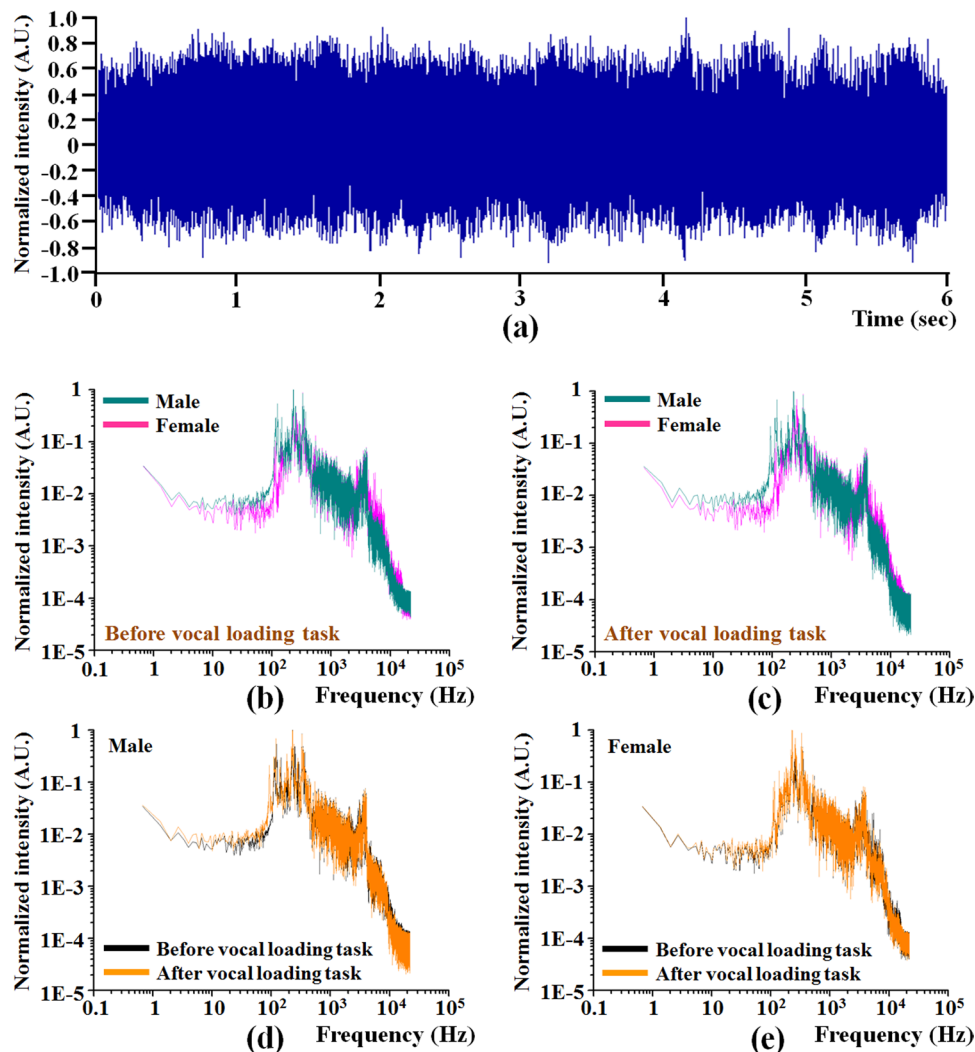 Normalized intensity (A.U.)
1.0
0.8
0.6
0.4
0.2
0
-0.2
-0.4
-0.6
-0.8
-1.0
0 1 2 3 4 5 6
Time (sec)
(a)
Normalized intensity (A.U.)
1
1E-1
1E-2
1E-3
1E-4
1E-5
Male
Female
Before vocal loading task
0.1 1 10 10² 10³ 10⁴ 10⁵
Frequency (Hz)
(b)
Normalized intensity (A.U.)
1
1E-1
1E-2
1E-3
1E-4
1E-5
Male
Female
After vocal loading task
0.1 1 10 10² 10³ 10⁴ 10⁵
Frequency (Hz)
(c)
Normalized intensity (A.U.)
1
1E-1
1E-2
1E-3
1E-4
1E-5
Male
Before vocal loading task
After vocal loading task
0.1 1 10 10² 10³ 10⁴ 10⁵
Frequency (Hz)
(d)
Normalized intensity (A.U.)
1
1E-1
1E-2
1E-3
1E-4
1E-5
Female
Before vocal loading task
After vocal loading task
0.1 1 10 10² 10³ 10⁴ 10⁵
Frequency (Hz)
(e)